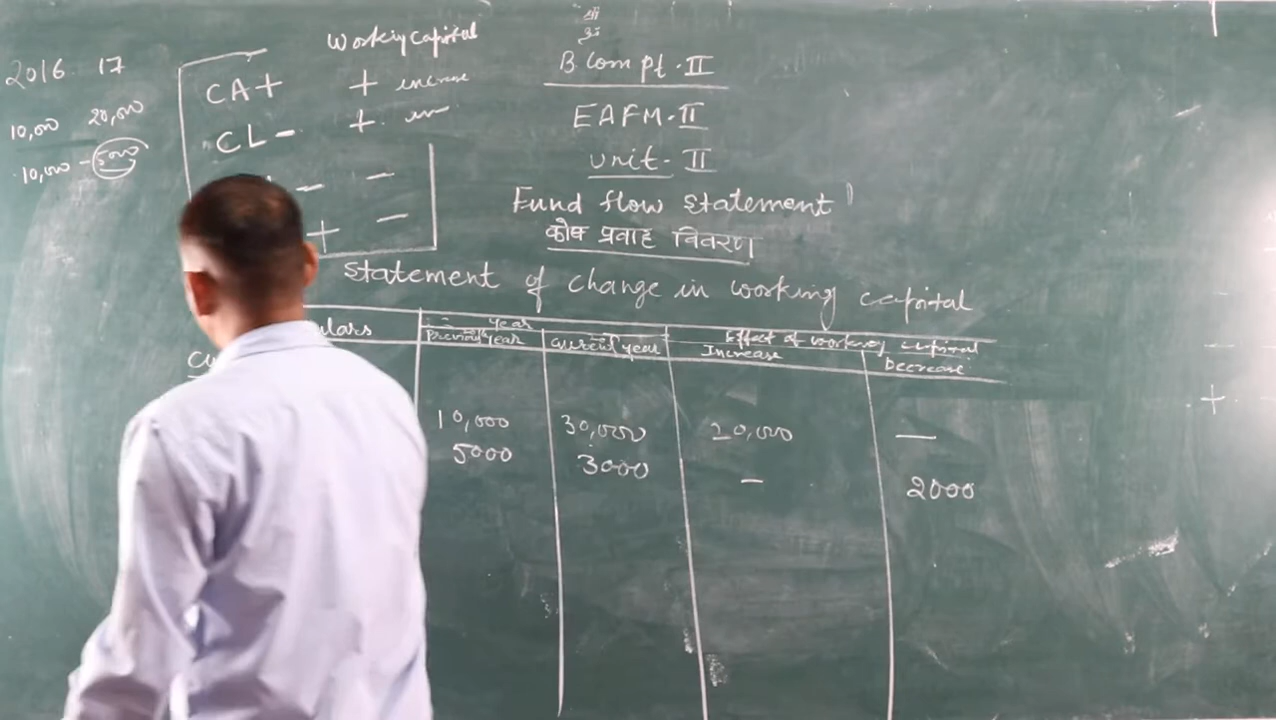 2016 17
10,000 20,000
10,000 - 5000
Working Capital
CA + + increase
CL - +
- -
+ -
श्री
B Com pt. II
EAFM. II
unit - II
Fund flow statement
कोष प्रवाह विवरण
Statement of change in working capital
ulars year Effect of working capital
Previous year Current year Increase Decrease
Cu
10,000 30,000 20,000 —
5000 3000 - 2000
+